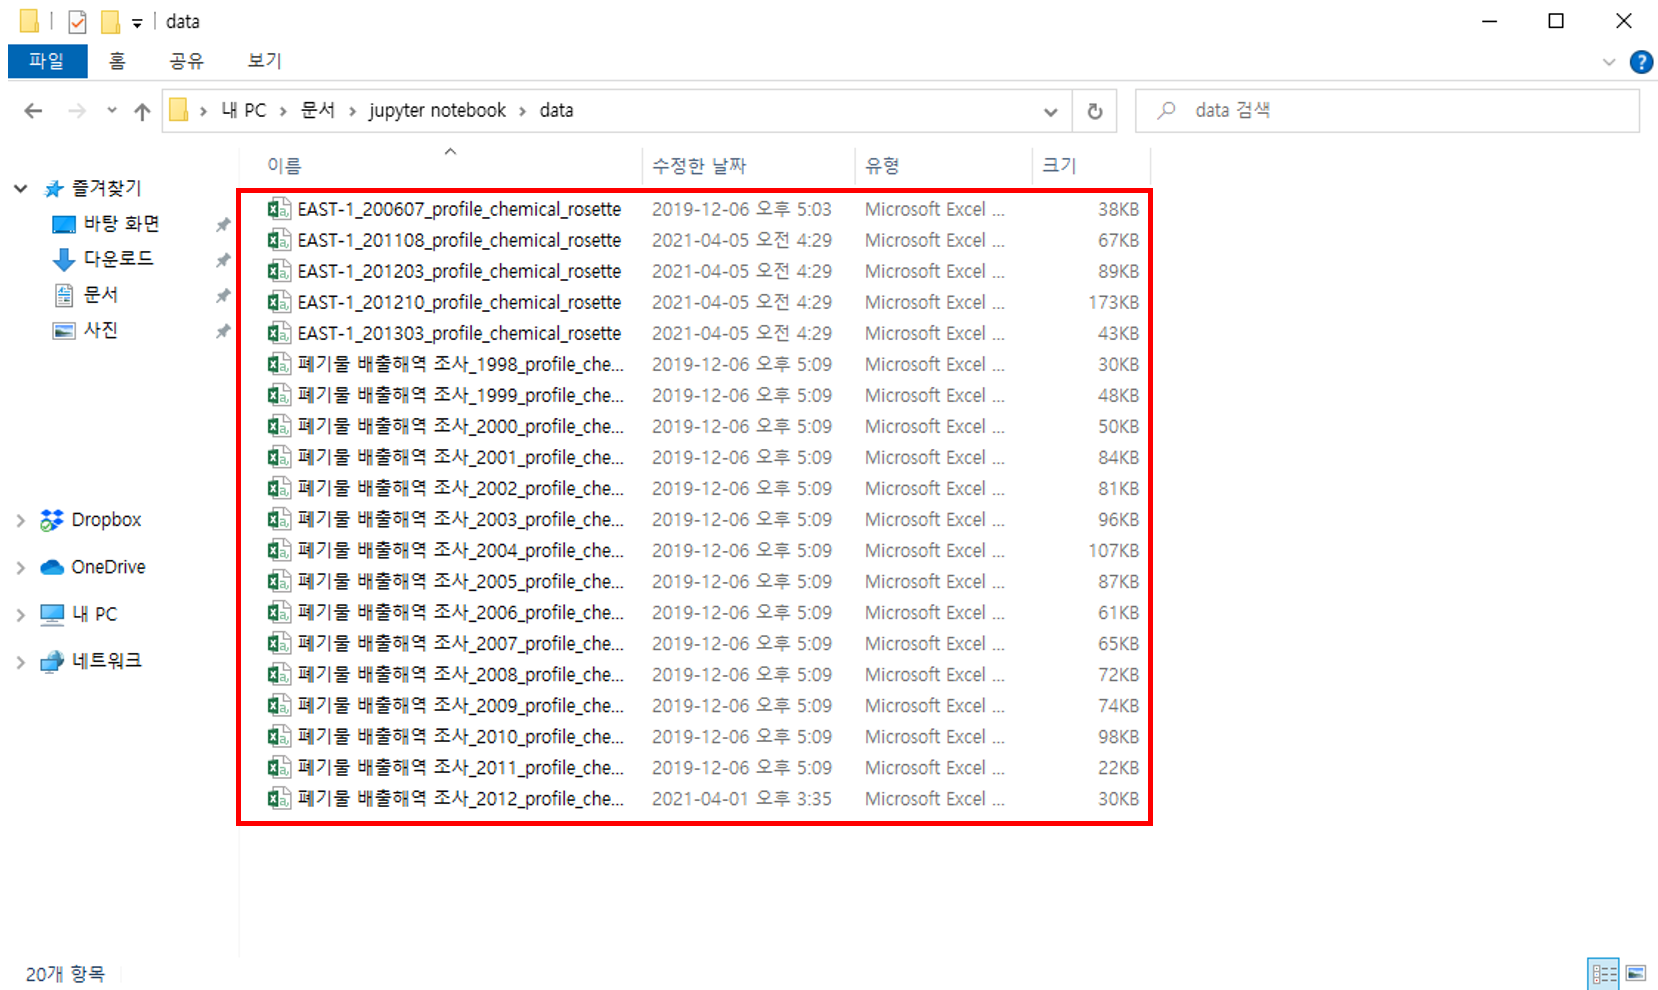 data
파일 홈 공유 보기
내 PC › 문서 › jupyter notebook › data
data 검색
이름 수정한 날짜 유형 크기
즐겨찾기
바탕 화면
다운로드
문서
사진
Dropbox
OneDrive
내 PC
네트워크
EAST-1_200607_profile_chemical_rosette 2019-12-06 오후 5:03 Microsoft Excel ... 38KB
EAST-1_201108_profile_chemical_rosette 2021-04-05 오전 4:29 Microsoft Excel ... 67KB
EAST-1_201203_profile_chemical_rosette 2021-04-05 오전 4:29 Microsoft Excel ... 89KB
EAST-1_201210_profile_chemical_rosette 2021-04-05 오전 4:29 Microsoft Excel ... 173KB
EAST-1_201303_profile_chemical_rosette 2021-04-05 오전 4:29 Microsoft Excel ... 43KB
폐기물 배출해역 조사_1998_profile_che... 2019-12-06 오후 5:09 Microsoft Excel ... 30KB
폐기물 배출해역 조사_1999_profile_che... 2019-12-06 오후 5:09 Microsoft Excel ... 48KB
폐기물 배출해역 조사_2000_profile_che... 2019-12-06 오후 5:09 Microsoft Excel ... 50KB
폐기물 배출해역 조사_2001_profile_che... 2019-12-06 오후 5:09 Microsoft Excel ... 84KB
폐기물 배출해역 조사_2002_profile_che... 2019-12-06 오후 5:09 Microsoft Excel ... 81KB
폐기물 배출해역 조사_2003_profile_che... 2019-12-06 오후 5:09 Microsoft Excel ... 96KB
폐기물 배출해역 조사_2004_profile_che... 2019-12-06 오후 5:09 Microsoft Excel ... 107KB
폐기물 배출해역 조사_2005_profile_che... 2019-12-06 오후 5:09 Microsoft Excel ... 87KB
폐기물 배출해역 조사_2006_profile_che... 2019-12-06 오후 5:09 Microsoft Excel ... 61KB
폐기물 배출해역 조사_2007_profile_che... 2019-12-06 오후 5:09 Microsoft Excel ... 65KB
폐기물 배출해역 조사_2008_profile_che... 2019-12-06 오후 5:09 Microsoft Excel ... 72KB
폐기물 배출해역 조사_2009_profile_che... 2019-12-06 오후 5:09 Microsoft Excel ... 74KB
폐기물 배출해역 조사_2010_profile_che... 2019-12-06 오후 5:09 Microsoft Excel ... 98KB
폐기물 배출해역 조사_2011_profile_che... 2019-12-06 오후 5:09 Microsoft Excel ... 22KB
폐기물 배출해역 조사_2012_profile_che... 2021-04-01 오후 3:35 Microsoft Excel ... 30KB
20개 항목